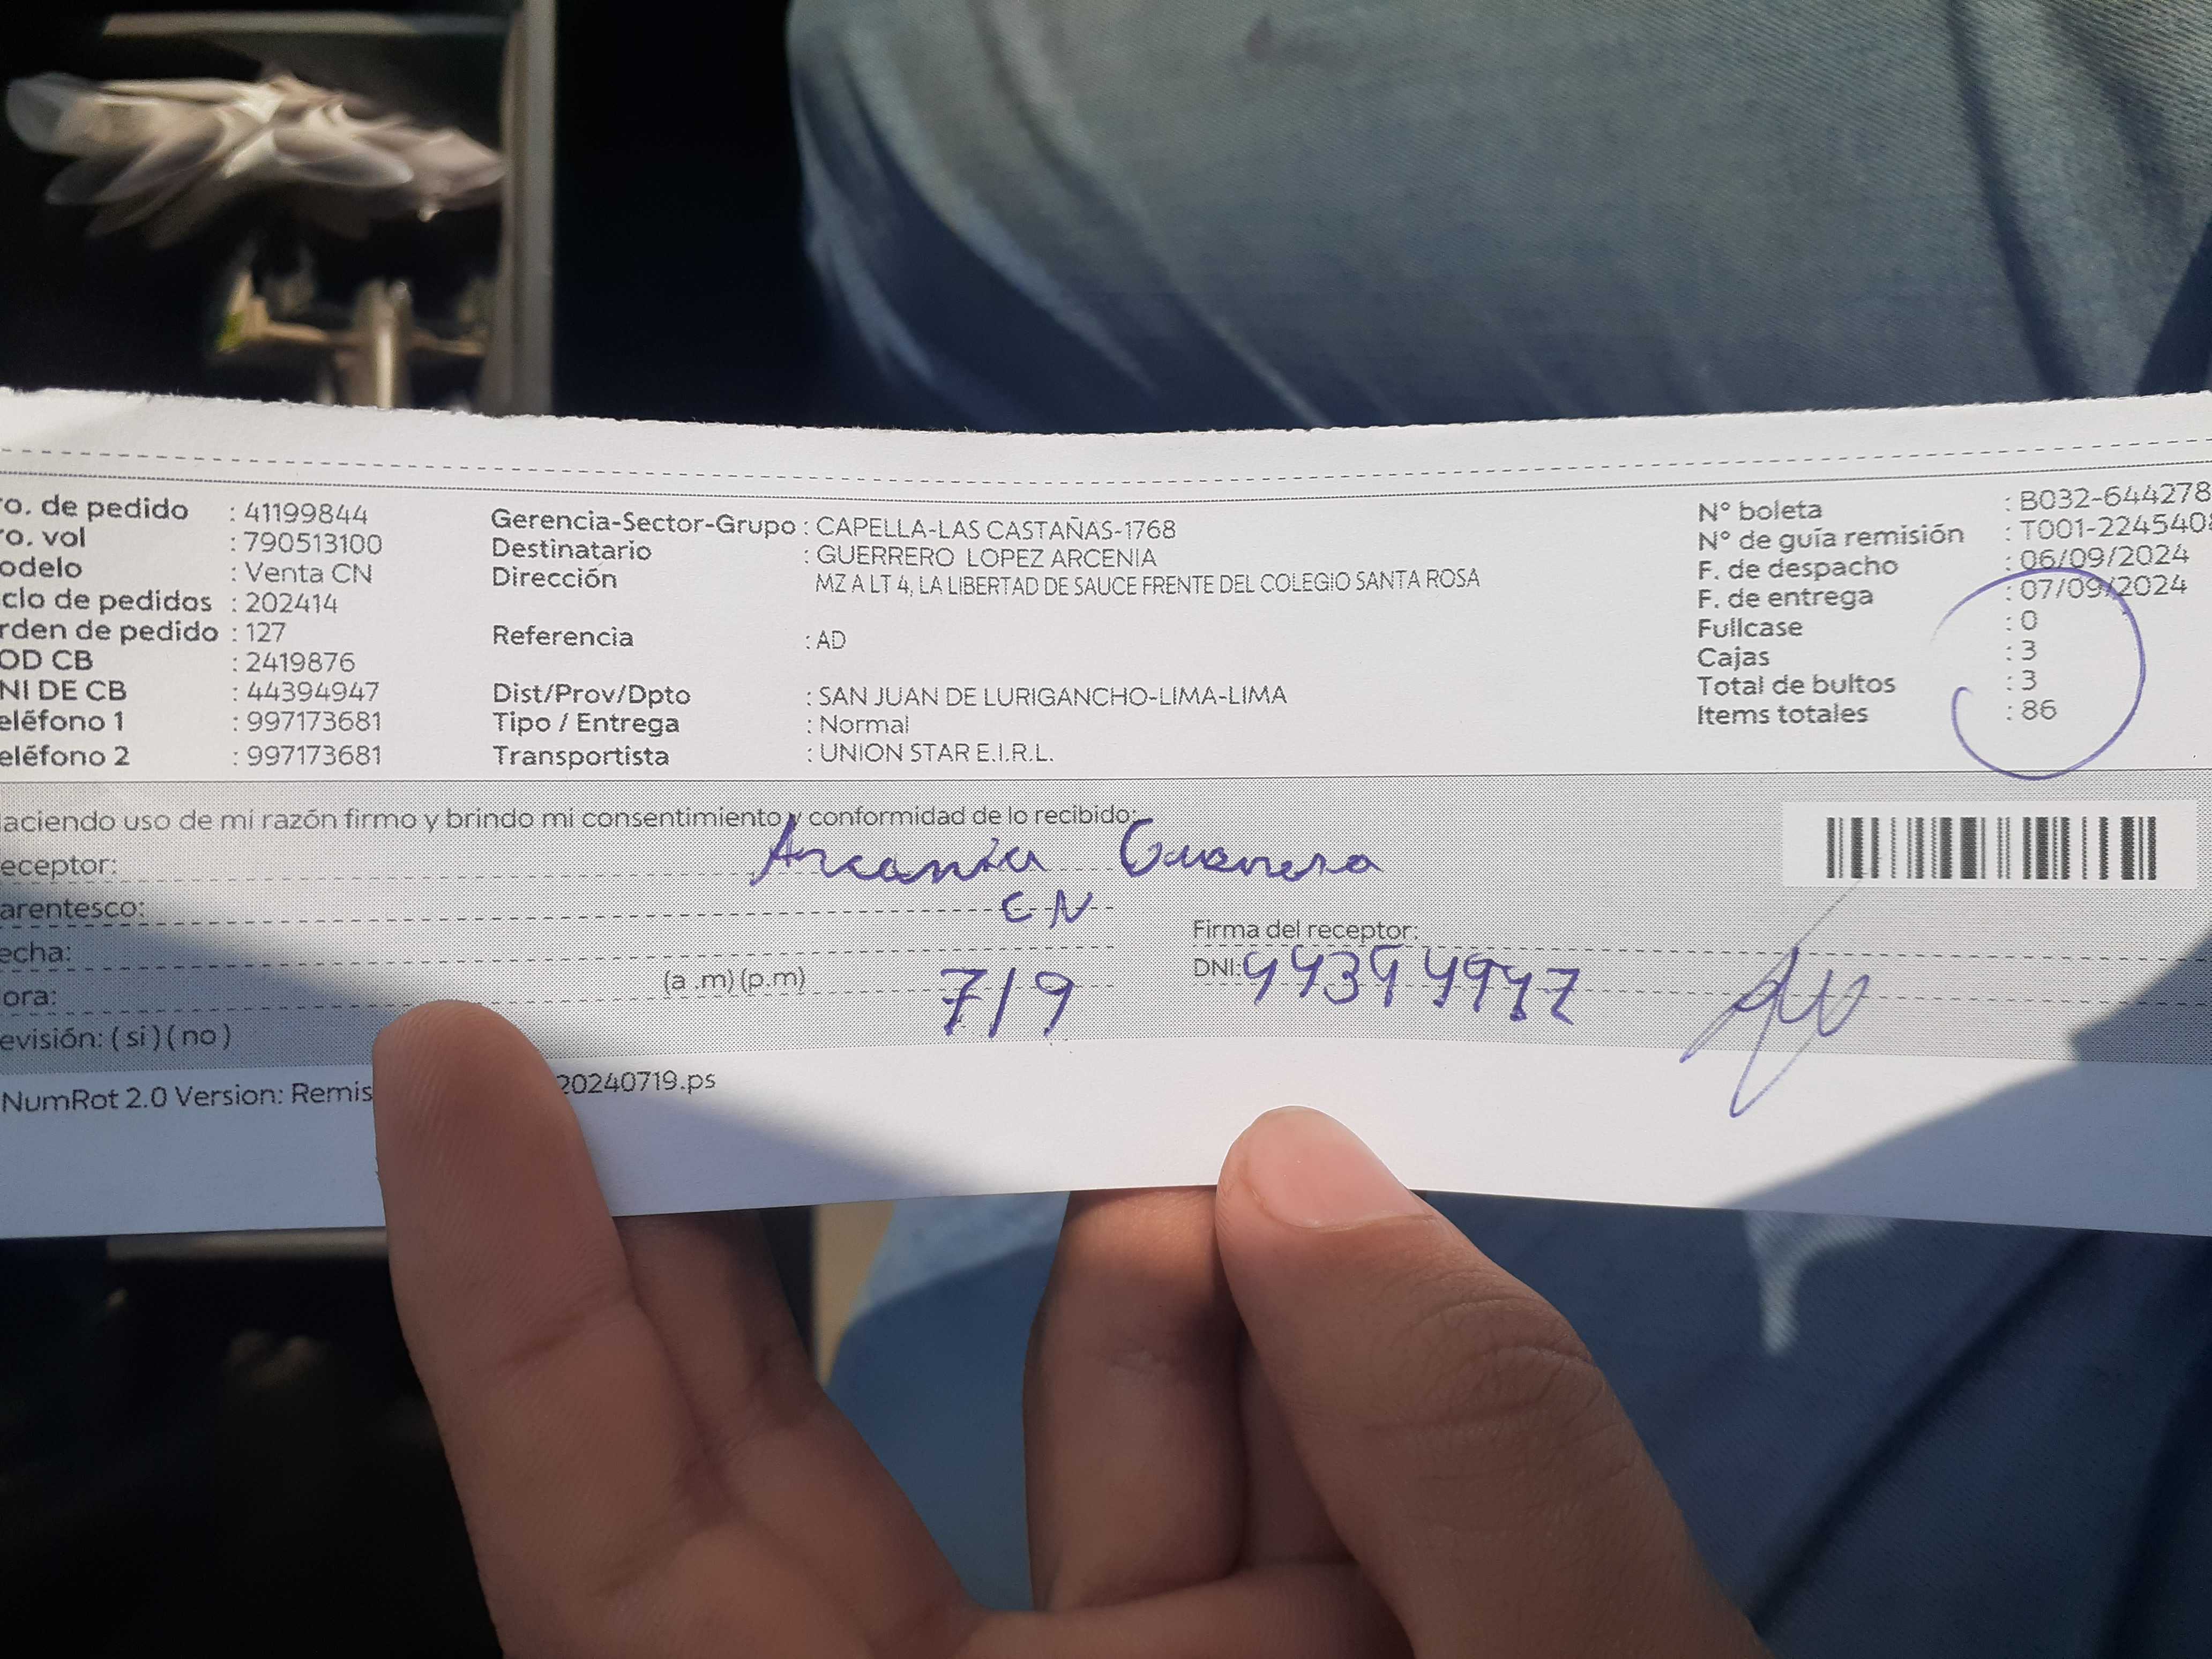 ro. de pedido : 41199844
ro. vol : 790513100
odelo : Venta CN
clo de pedidos : 202414
rden de pedido : 127
OD CB : 2419876
NI DE CB : 44394947
eléfono 1 : 997173681
eléfono 2 : 997173681
Gerencia-Sector-Grupo : CAPELLA-LAS CASTAÑAS-1768
Destinatario : GUERRERO LOPEZ ARCENIA
Dirección MZ A LT 4, LA LIBERTAD DE SAUCE FRENTE DEL COLEGIO SANTA ROSA
Referencia : AD
Dist/Prov/Dpto : SAN JUAN DE LURIGANCHO-LIMA-LIMA
Tipo / Entrega : Normal
Transportista : UNION STAR E.I.R.L.
N° boleta : B032-644278
N° de guía remisión : T001-224540
F. de despacho : 06/09/2024
F. de entrega : 07/09/2024
Fullcase : 0
Cajas : 3
Total de bultos : 3
Items totales : 86
aciendo uso de mi razón firmo y brindo mi consentimiento y conformidad de lo recibido:
eceptor: Arcenia Guerrero
arentesco: CN
echa:
ora: (a .m) (p.m) 7/9
evisión: ( si ) ( no )
Firma del receptor:
DNI: 44394947
NumRot 2.0 Version: Remis 20240719.ps